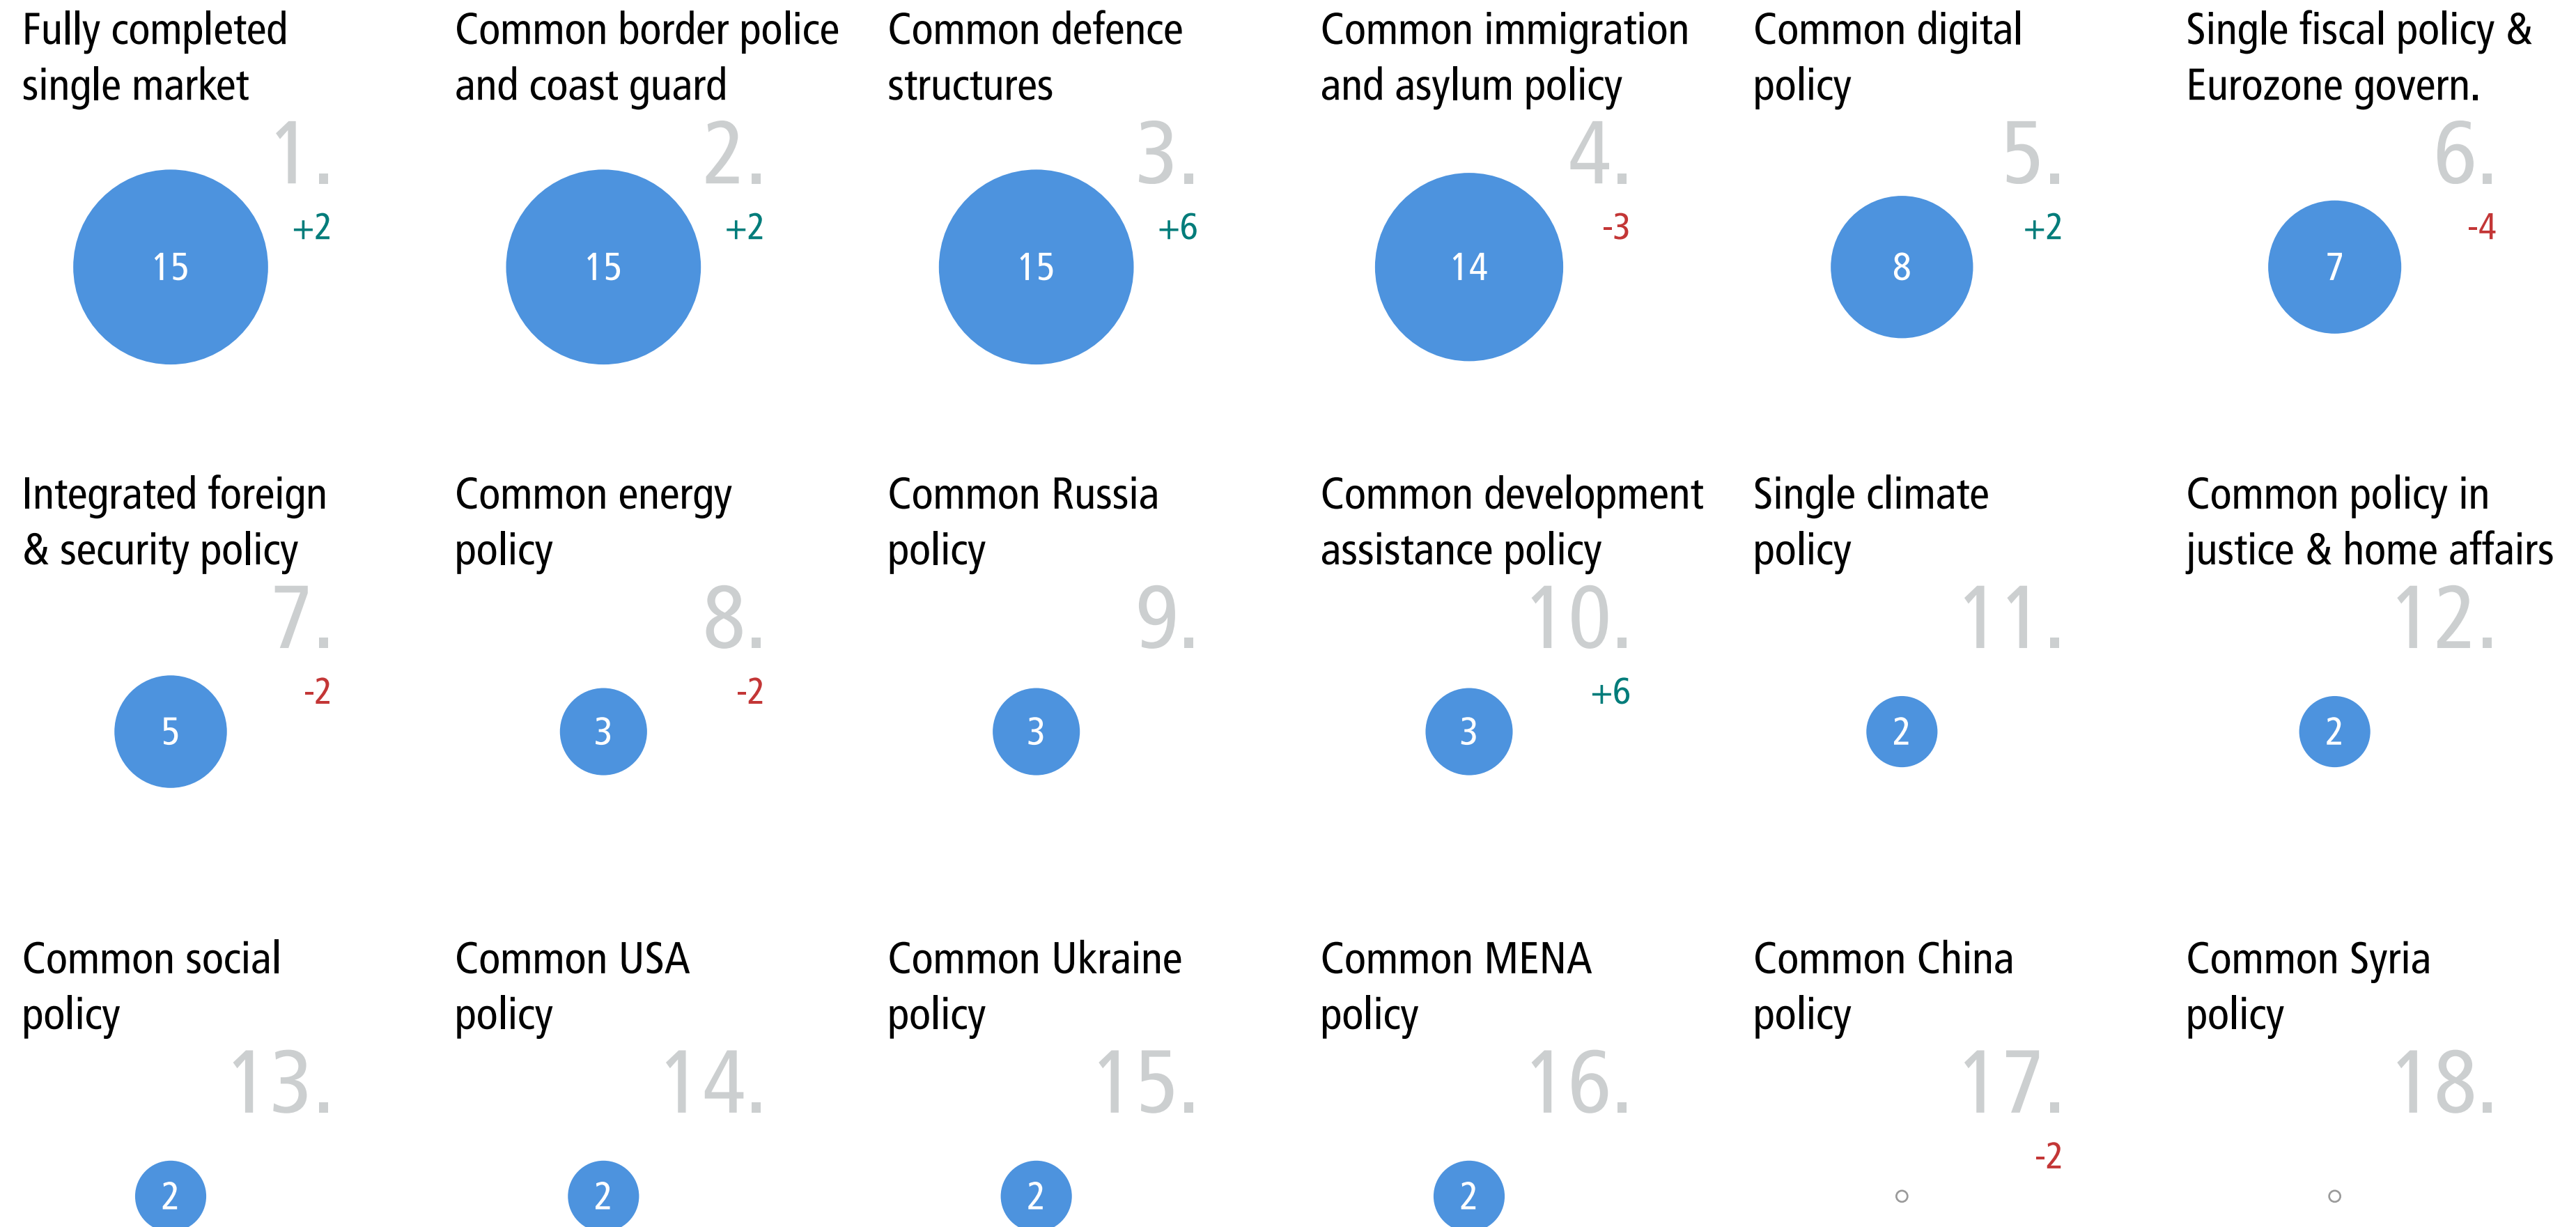 Fully completed
single market
1.
+2
15
Common border police
and coast guard
2.
+2
15
Common defence
structures
3.
+6
15
Common immigration
and asylum policy
4.
-3
14
Common digital
policy
5.
+2
8
Single fiscal policy &
Eurozone govern.
6.
-4
7
Integrated foreign
& security policy
7.
-2
5
Common energy
policy
8.
-2
3
Common Russia
policy
9.
3
Common development
assistance policy
10.
+6
3
Single climate
policy
11.
2
Common policy in
justice & home affairs
12.
2
Common social
policy
13.
2
Common USA
policy
14.
2
Common Ukraine
policy
15.
2
Common MENA
policy
16.
2
Common China
policy
17.
-2
Common Syria
policy
18.